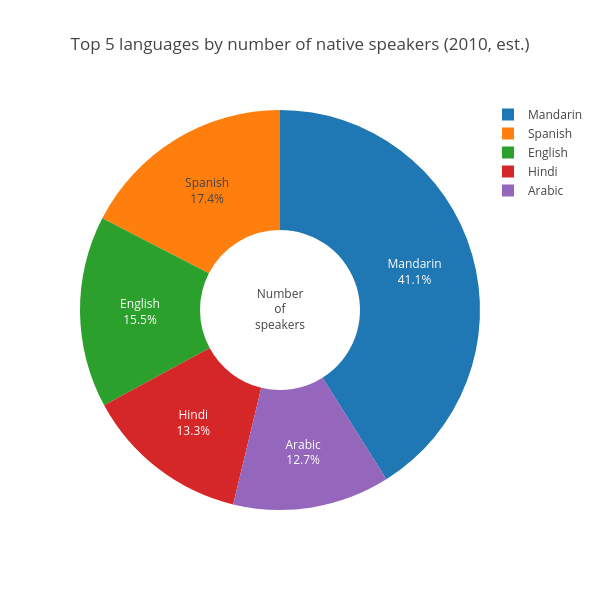 Top 5 languages by number of native speakers (2010, est.)
Mandarin
Spanish
English
Hindi
Arabic
Spanish
17.4%
Mandarin
41.1%
English
15.5%
Number
of
speakers
Hindi
13.3%
Arabic
12.7%